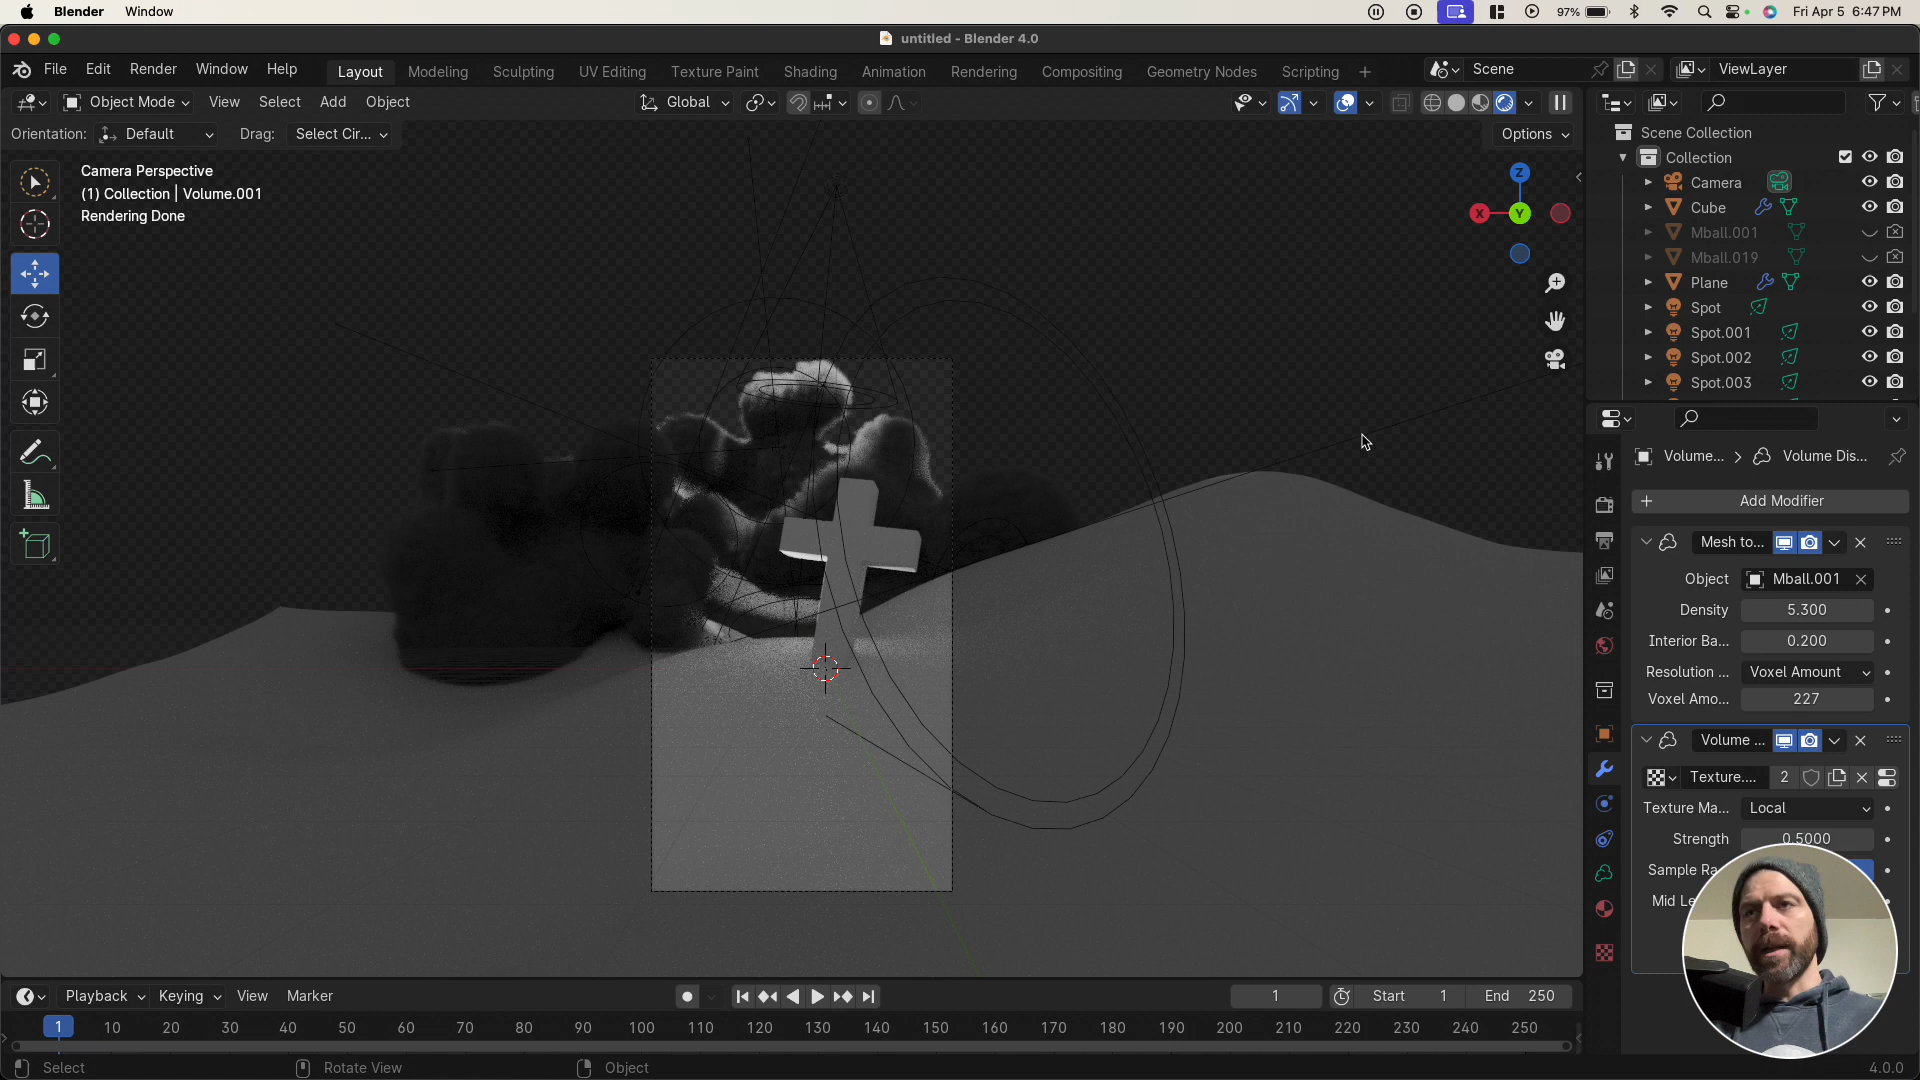 Blender Window 97% Fri Apr 5 6:47 PM
untitled - Blender 4.0
File Edit Render Window Help Layout Modeling Sculpting UV Editing Texture Paint Shading Animation Rendering Compositing Geometry Nodes Scripting Scene ViewLayer
Object Mode View Select Add Object Global
Orientation: Default Drag: Select Cir... Options
Camera Perspective
(1) Collection | Volume.001
Rendering Done
Z
X Y
Scene Collection
Collection
Camera
Cube
Mball.001
Mball.019
Plane
Spot
Spot.001
Spot.002
Spot.003
Volume... Volume Dis...
Add Modifier
Mesh to...
Object Mball.001
Density 5.300
Interior Ba... 0.200
Resolution ... Voxel Amount
Voxel Amo... 227
Volume ...
Texture.... 2
Texture Ma... Local
Strength 0.5000
Sample Ra
Mid Le
Playback Keying View Marker 1 Start 1 End 250
1 10 20 30 40 50 60 70 80 90 100 110 120 130 140 150 160 170 180 190 200 210 220 230 240 250
Select Rotate View Object 4.0.0